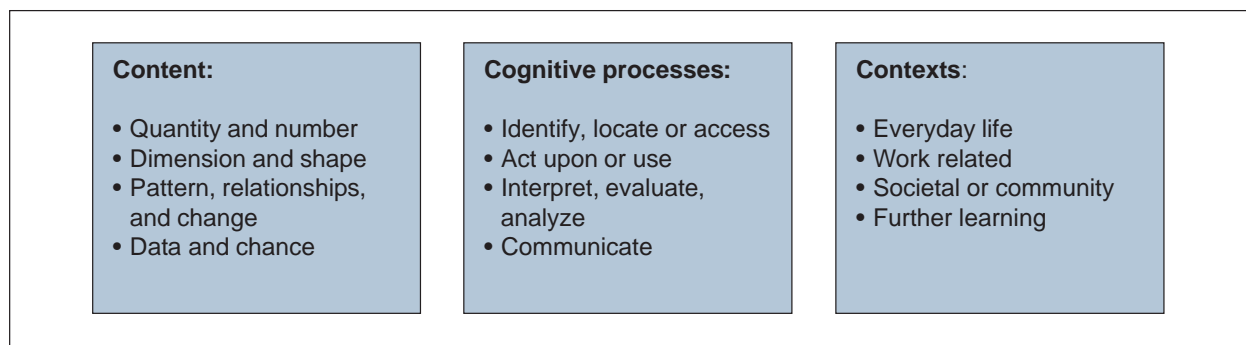 Content:
• Quantity and number
• Dimension and shape
• Pattern, relationships,
and change
• Data and chance
Cognitive processes:
• Identify, locate or access
• Act upon or use
• Interpret, evaluate,
analyze
• Communicate
Contexts:
• Everyday life
• Work related
• Societal or community
• Further learning